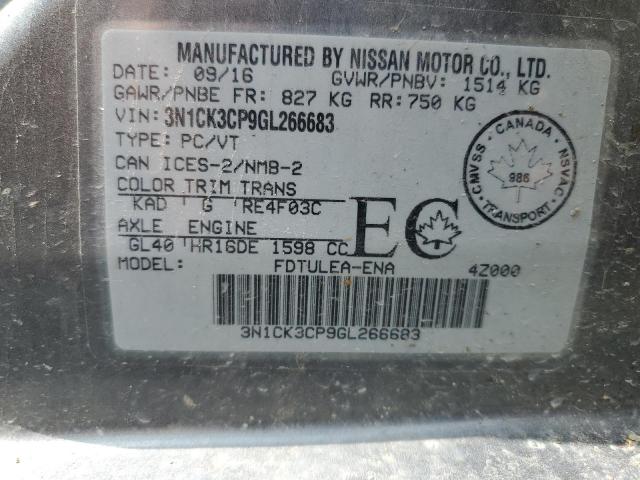 MANUFACTURED BY NISSAN MOTOR CO., LTD.
DATE: 09/16 GVWR/PNBV: 1514 KG
GAWR/PNBE FR: 827 KG RR: 750 KG
VIN: 3N1CK3CP9GL266683
TYPE: PC/VT
CAN ICES-2/NMB-2
COLOR TRIM TRANS
KAD G RE4F03C
AXLE ENGINE
GL40 HR16DE 1598 CC
MODEL: FDTULEA-ENA 4Z000
3N1CK3CP9GL266683
EC
CANADA
CMVSS NSVAC
986
TRANSPORT